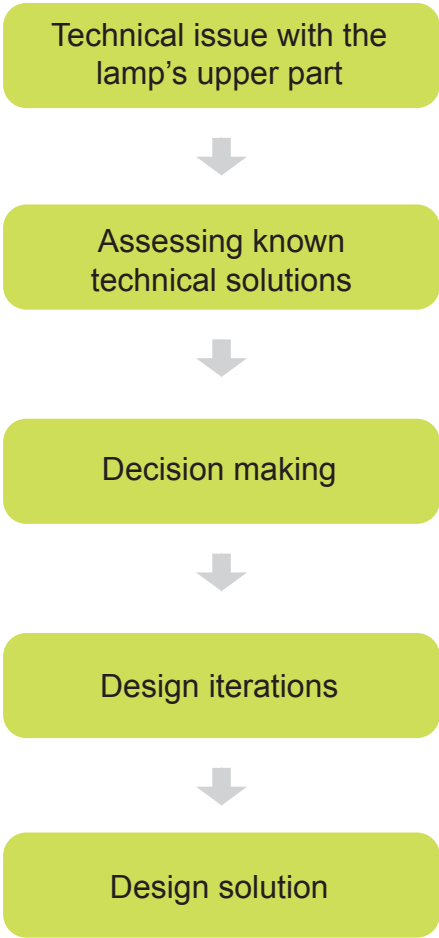 Technical issue with the
lamp’s upper part
Assessing known
technical solutions
Decision making
Design iterations
Design solution